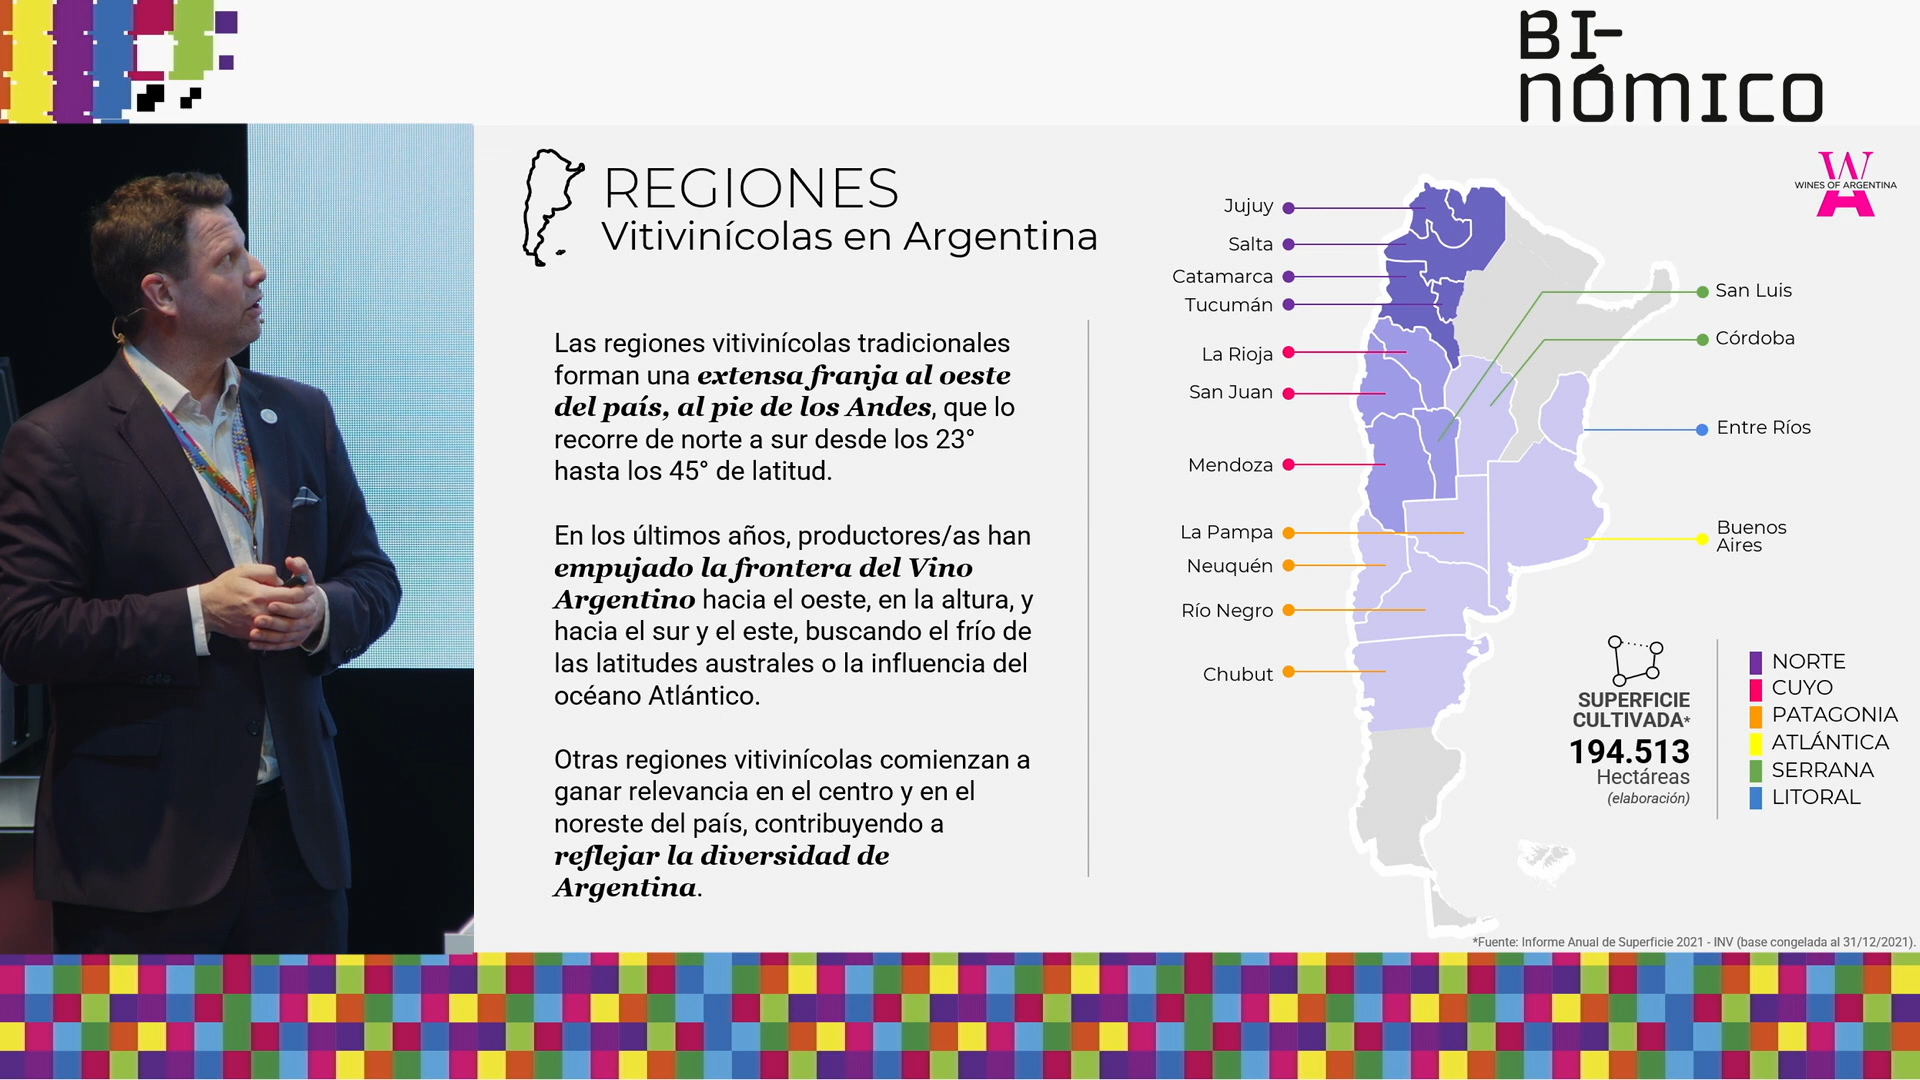 BI-
NÓMICO
REGIONES
Vitivinícolas en Argentina
W
WINES OF ARGENTINA
A
Las regiones vitivinícolas tradicionales
forman una extensa franja al oeste
del país, al pie de los Andes, que lo
recorre de norte a sur desde los 23°
hasta los 45° de latitud.
En los últimos años, productores/as han
empujado la frontera del Vino
Argentino hacia el oeste, en la altura, y
hacia el sur y el este, buscando el frío de
las latitudes australes o la influencia del
océano Atlántico.
Otras regiones vitivinícolas comienzan a
ganar relevancia en el centro y en el
noreste del país, contribuyendo a
reflejar la diversidad de
Argentina.
Jujuy
Salta
Catamarca
Tucumán
La Rioja
San Juan
Mendoza
La Pampa
Neuquén
Río Negro
Chubut
San Luis
Córdoba
Entre Ríos
Buenos
Aires
SUPERFICIE
CULTIVADA*
194.513
Hectáreas
(elaboración)
NORTE
CUYO
PATAGONIA
ATLÁNTICA
SERRANA
LITORAL
*Fuente: Informe Anual de Superficie 2021 - INV (base congelada al 31/12/2021).